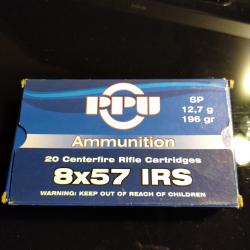 PPU
SP
12,7 g
196 gr
Ammunition
20 Centerfire Rifle Cartridges
8x57 IRS
WARNING: KEEP OUT OF REACH OF CHILDREN